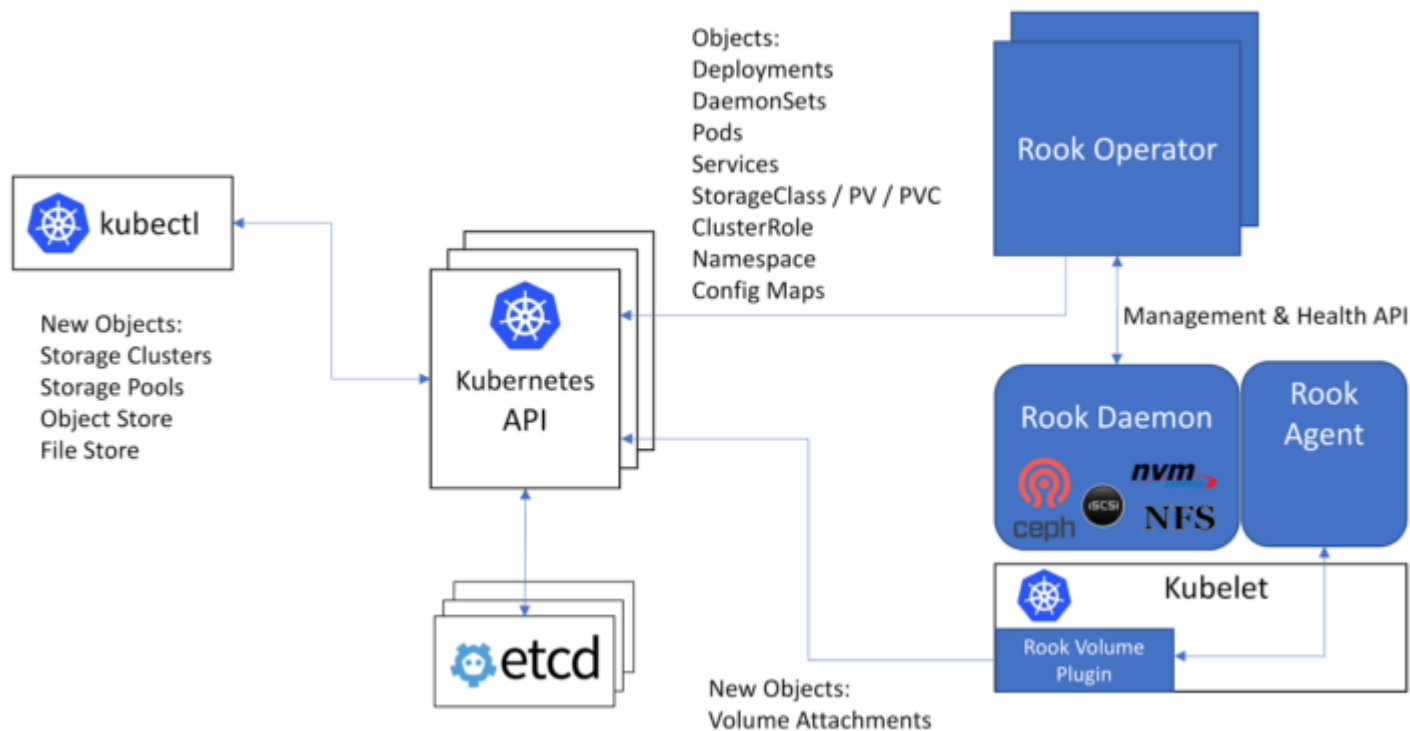 Objects:
Deployments
DaemonSets
Pods
Services
StorageClass / PV / PVC
ClusterRole
Namespace
Config Maps
Rook Operator
kubectl
New Objects:
Storage Clusters
Storage Pools
Object Store
File Store
Kubernetes
API
Management & Health API
Rook Daemon
ceph
iSCSI
nvm
NFS
Rook
Agent
Kubelet
Rook Volume
Plugin
etcd
New Objects:
Volume Attachments